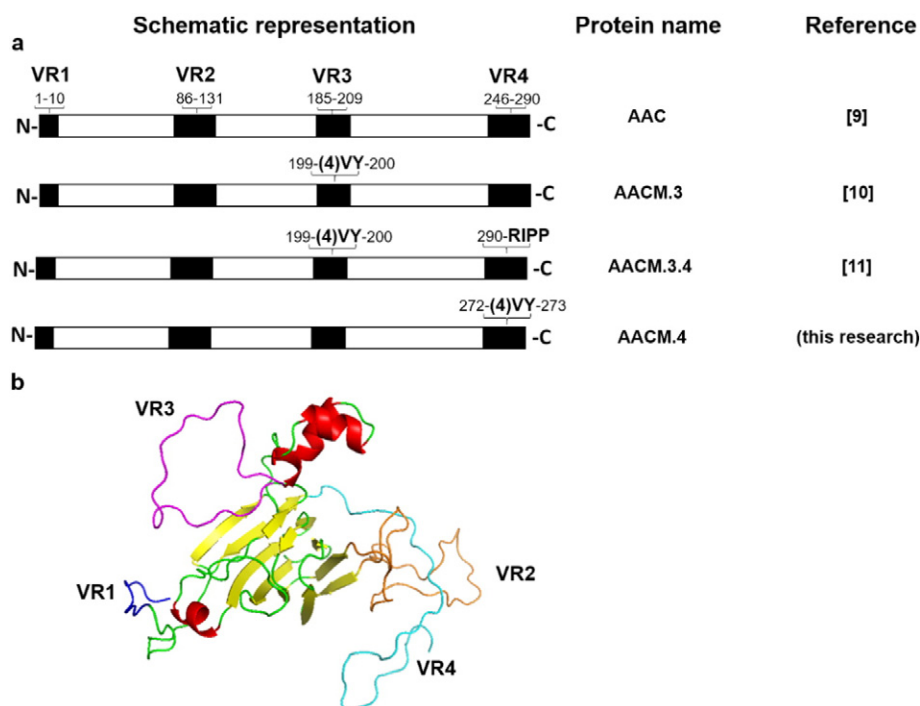 Schematic representation Protein name Reference
a
VR1 VR2 VR3 VR4
1-10 86-131 185-209 246-290
N- -C AAC [9]
199-(4)VY-200
N- -C AACM.3 [10]
199-(4)VY-200 290-RIPP
N- -C AACM.3.4 [11]
272-(4)VY-273
N- -C AACM.4 (this research)
b
VR3
VR1
VR2
VR4